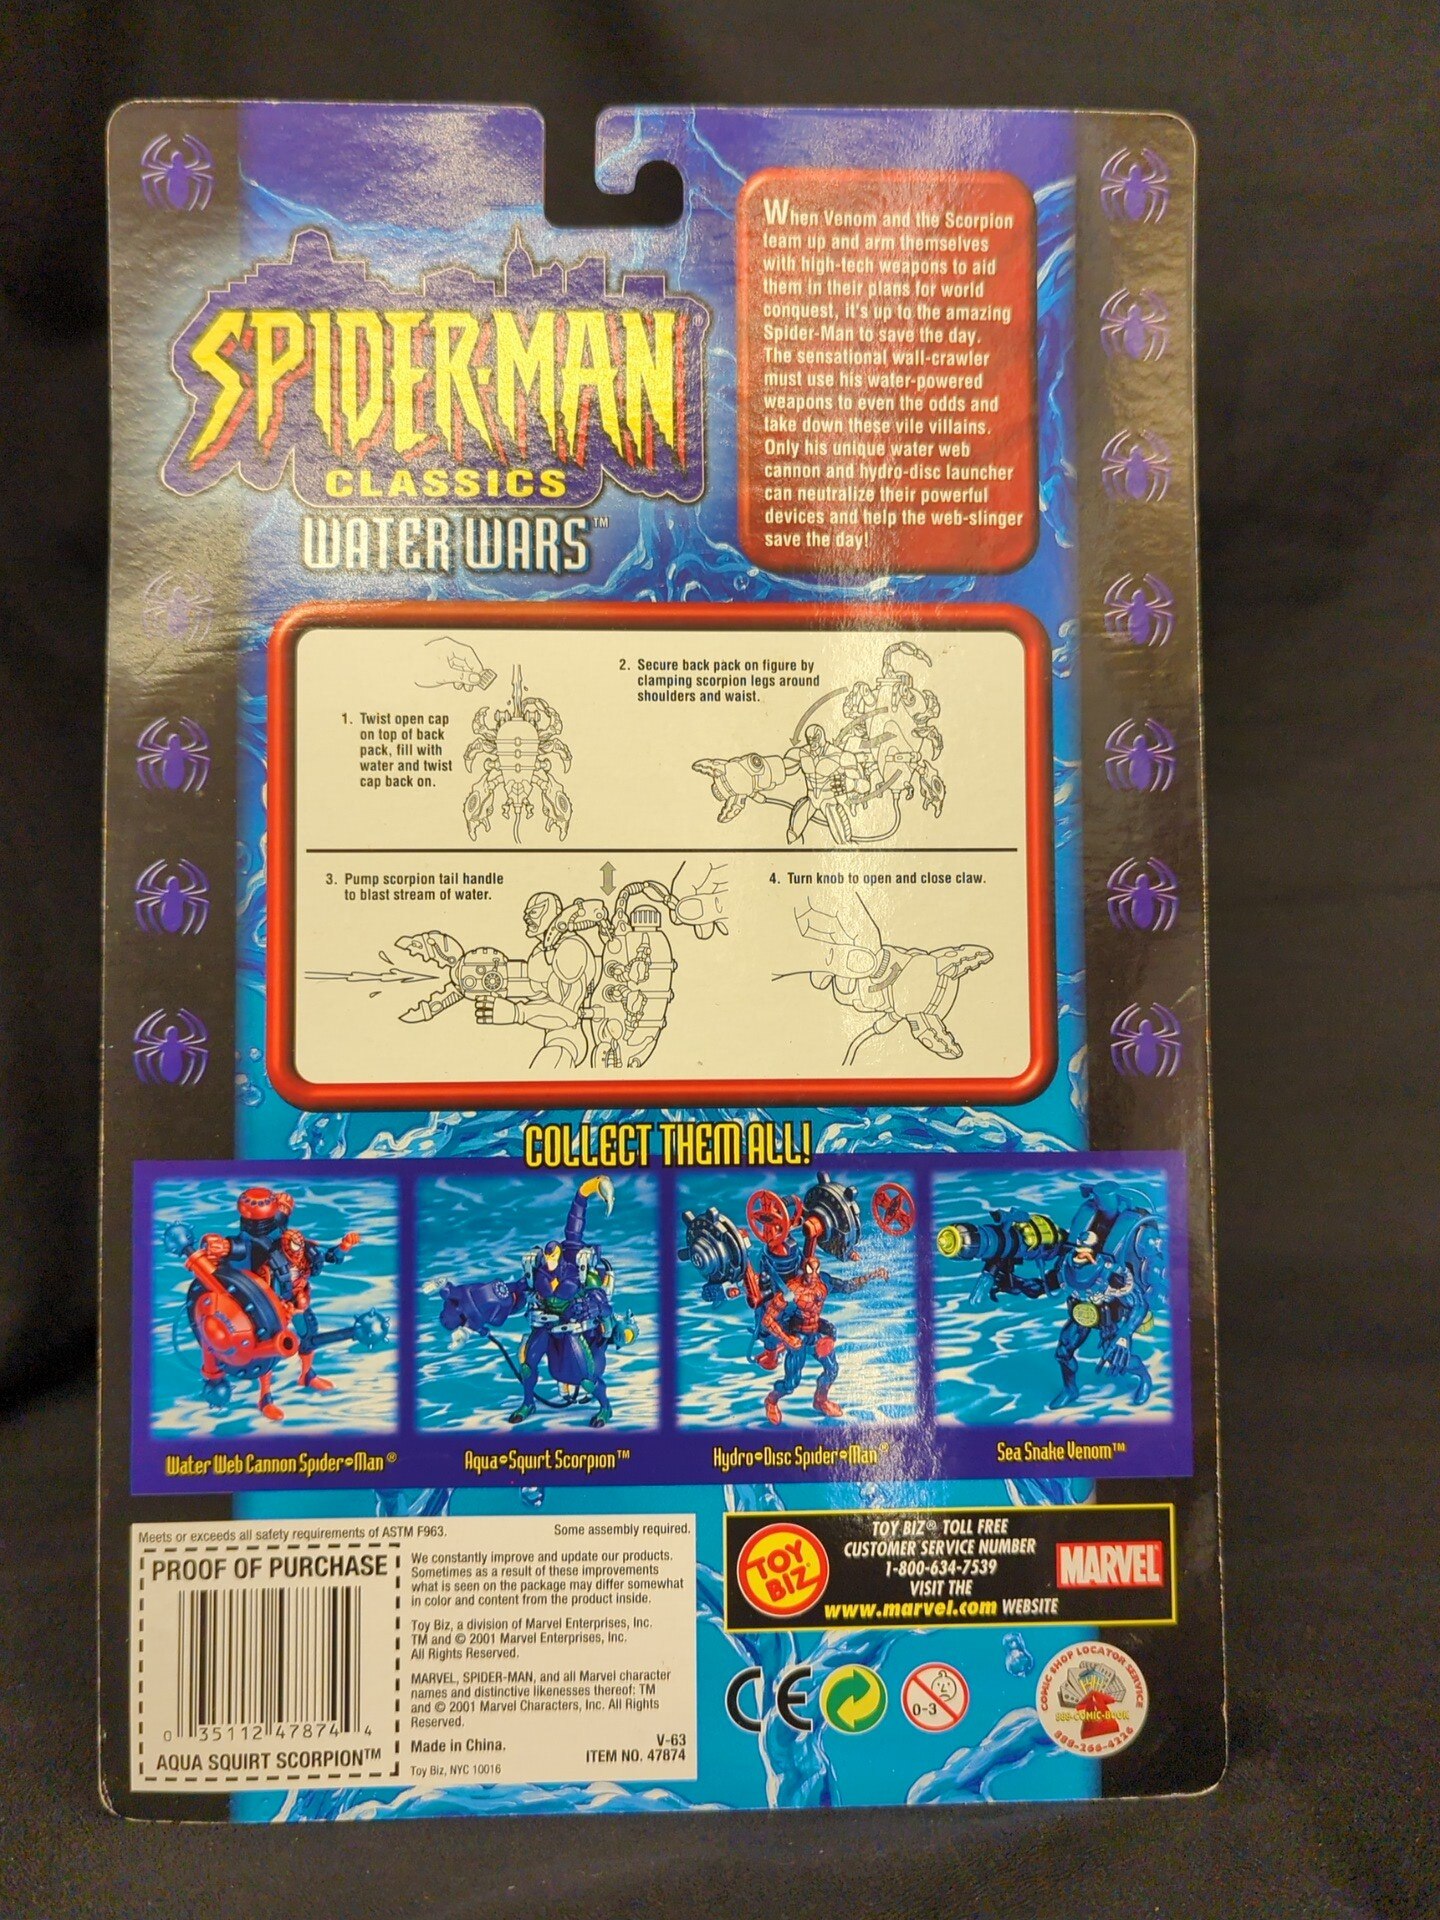 SPIDER-MAN®
CLASSICS
WATER WARS™
When Venom and the Scorpion
team up and arm themselves
with high-tech weapons to aid
them in their plans for world
conquest, it's up to the amazing
Spider-Man to save the day.
The sensational wall-crawler
must use his water-powered
weapons to even the odds and
take down these vile villains.
Only his unique water web
cannon and hydro-disc launcher
can neutralize their powerful
devices and help the web-slinger
save the day!
1. Twist open cap
on top of back
pack, fill with
water and twist
cap back on.
2. Secure back pack on figure by
clamping scorpion legs around
shoulders and waist.
3. Pump scorpion tail handle
to blast stream of water.
4. Turn knob to open and close claw.
COLLECT THEM ALL!
Water Web Cannon Spider-Man®
Aqua-Squirt Scorpion™
Hydro-Disc Spider-Man®
Sea Snake Venom™
Meets or exceeds all safety requirements of ASTM F963.
Some assembly required.
PROOF OF PURCHASE
0 35112 47874 4
AQUA SQUIRT SCORPION™
We constantly improve and update our products.
Sometimes as a result of these improvements
what is seen on the package may differ somewhat
in color and content from the product inside.
Toy Biz, a division of Marvel Enterprises, Inc.
TM and © 2001 Marvel Enterprises, Inc.
All Rights Reserved.
MARVEL, SPIDER-MAN, and all Marvel character
names and distinctive likenesses thereof: TM
and © 2001 Marvel Characters, Inc. All Rights
Reserved.
Made in China.
Toy Biz, NYC 10016
V-63
ITEM NO. 47874
TOY
BIZ
TOY BIZ® TOLL FREE
CUSTOMER SERVICE NUMBER
1-800-634-7539
VISIT THE
www.marvel.com WEBSITE
MARVEL
CE
0-3
COMIC SHOP LOCATOR SERVICE
888-COMIC-BOOK
888-266-4226